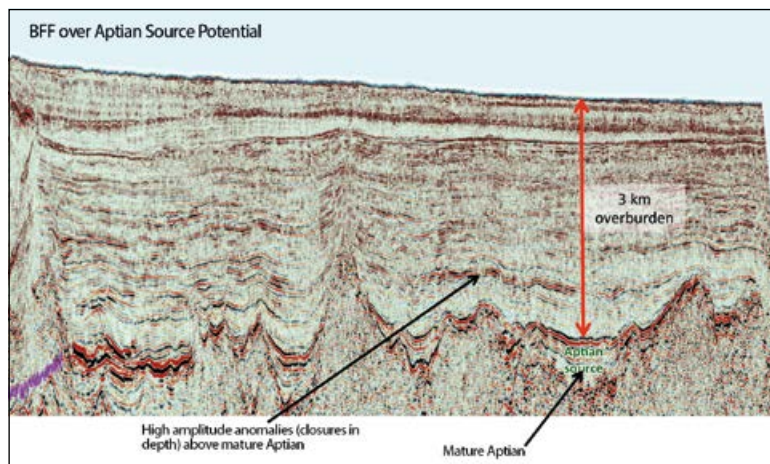 BFF over Aptian Source Potential
3 km
overburden
Aptian
source
High amplitude anomalies (closures in
depth) above mature Aptian
Mature Aptian